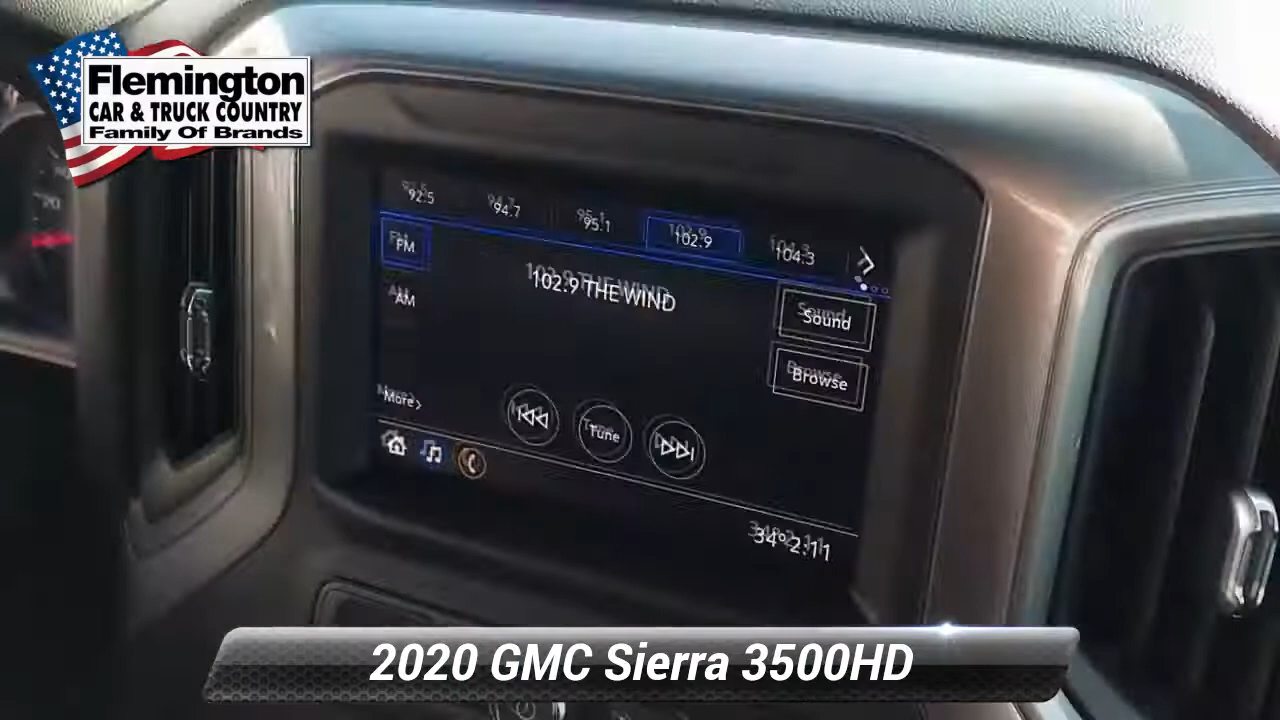 Flemington
CAR & TRUCK COUNTRY
Family Of Brands
92.5 94.7 95.1 102.9 104.3
FM
102.9 THE WIND
AM
Sound
Browse
More
Tune
34° 2:11
2020 GMC Sierra 3500HD